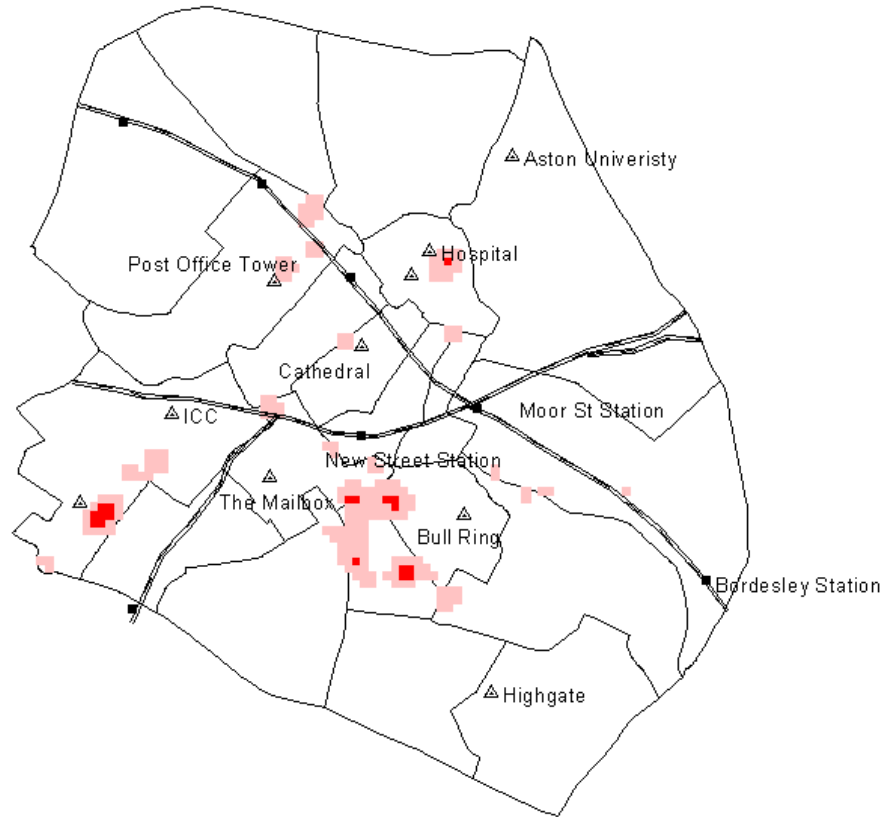 Aston Univeristy
Hospital
Post Office Tower
Cathedral
Moor St Station
ICC
New Street Station
The Mailbox
Bull Ring
Bordesley Station
Highgate